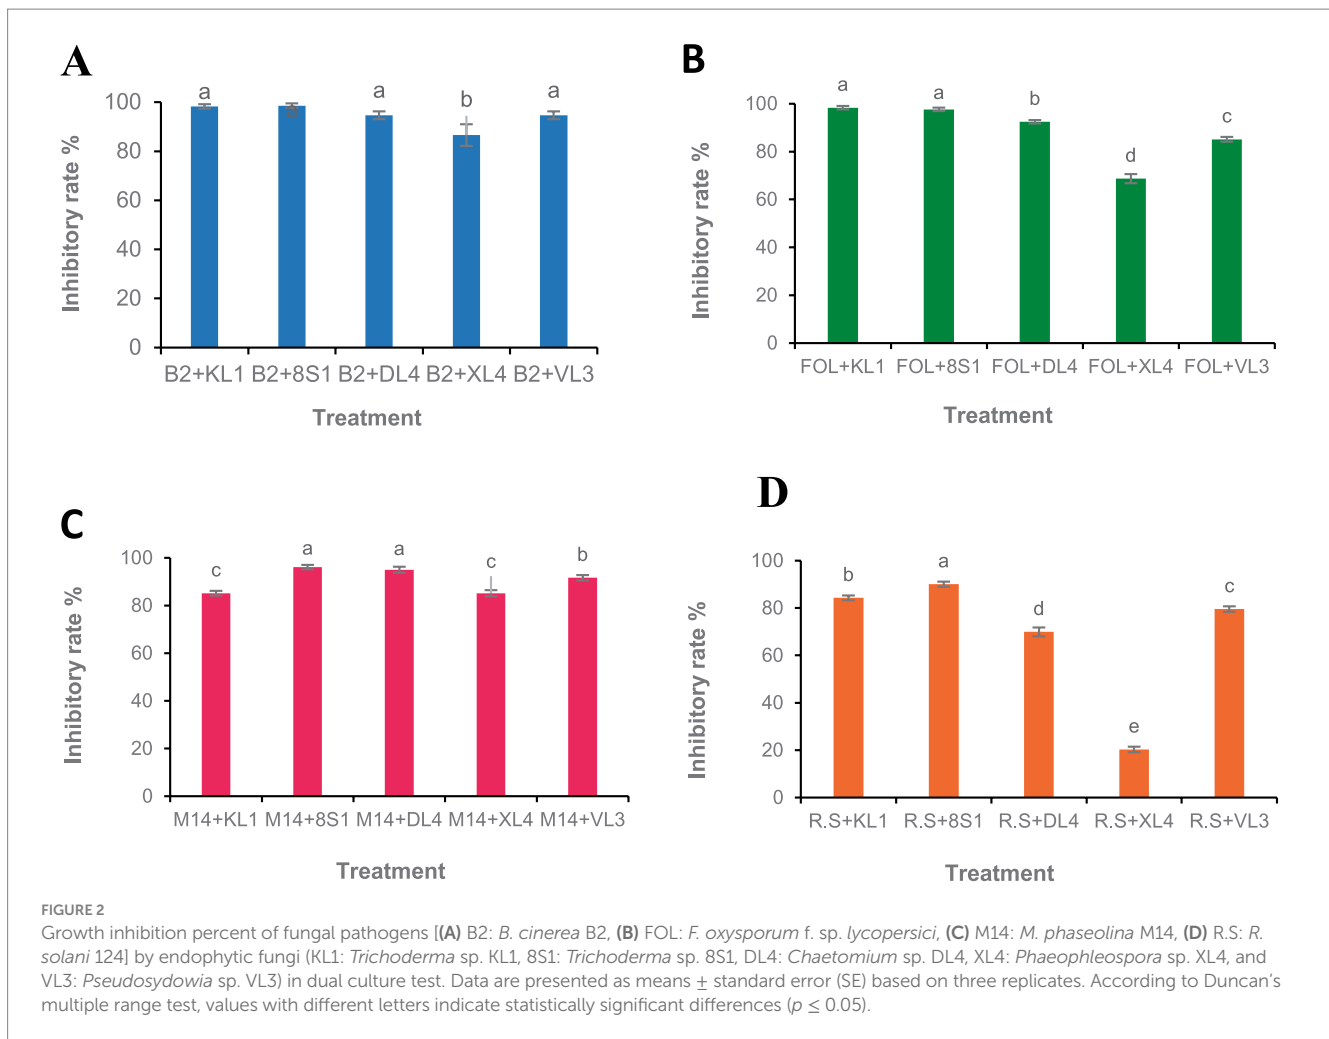 A
a
a
a
b
a
100
80
60
40
20
0
Inhibitory rate %
B2+KL1 B2+8S1 B2+DL4 B2+XL4 B2+VL3
Treatment
B
a
a
b
d
c
100
80
60
40
20
0
Inhibitory rate %
FOL+KL1 FOL+8S1 FOL+DL4 FOL+XL4 FOL+VL3
Treatment
C
c
a
a
c
b
100
80
60
40
20
0
Inhibitory rate %
M14+KL1 M14+8S1 M14+DL4 M14+XL4 M14+VL3
Treatment
D
b
a
d
e
c
100
80
60
40
20
0
Inhibitory rate %
R.S+KL1 R.S+8S1 R.S+DL4 R.S+XL4 R.S+VL3
Treatment
FIGURE 2
Growth inhibition percent of fungal pathogens [(A) B2: B. cinerea B2, (B) FOL: F. oxysporum f. sp. lycopersici, (C) M14: M. phaseolina M14, (D) R.S: R.
solani 124] by endophytic fungi (KL1: Trichoderma sp. KL1, 8S1: Trichoderma sp. 8S1, DL4: Chaetomium sp. DL4, XL4: Phaeophleospora sp. XL4, and
VL3: Pseudosydowia sp. VL3) in dual culture test. Data are presented as means ± standard error (SE) based on three replicates. According to Duncan's
multiple range test, values with different letters indicate statistically significant differences (p ≤ 0.05).